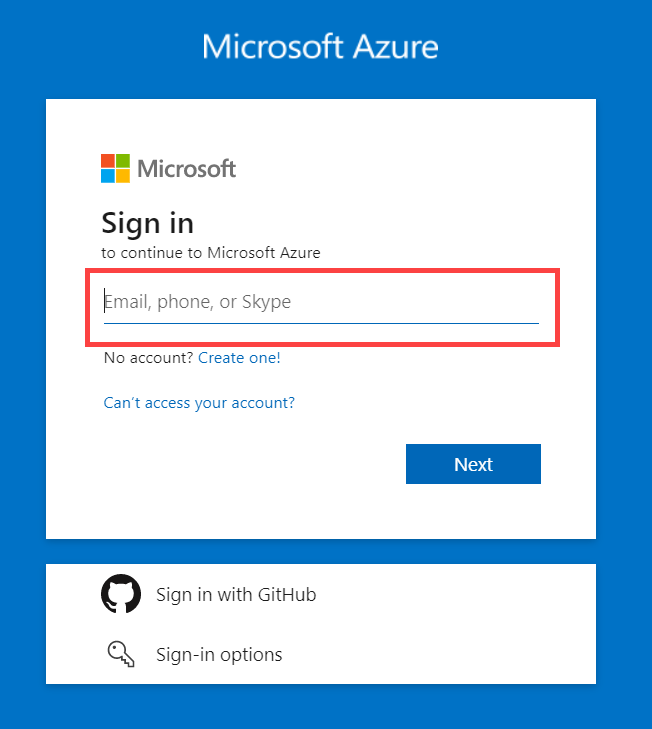 Microsoft Azure
Microsoft
Sign in
to continue to Microsoft Azure
Email, phone, or Skype
No account? Create one!
Can't access your account?
Next
Sign in with GitHub
Sign-in options